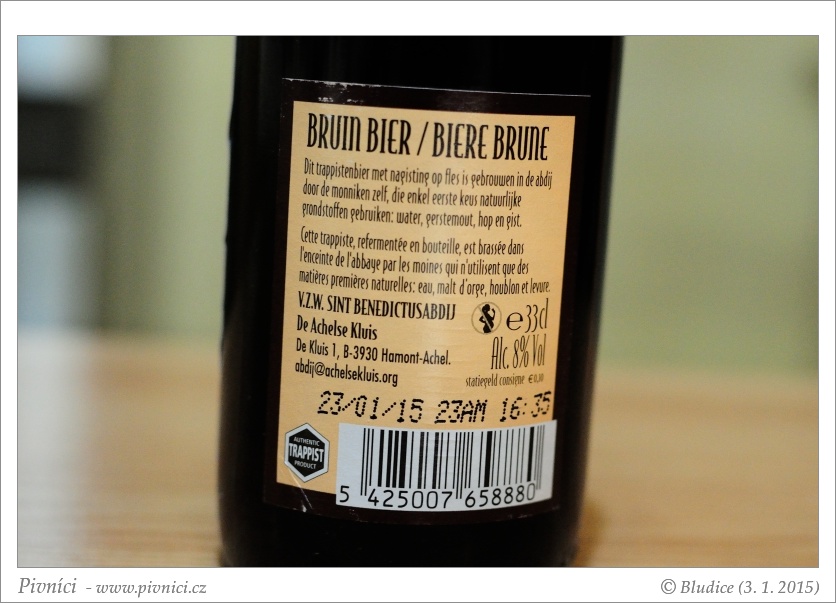 BRUIN BIER / BIERE BRUNE
Dit trappistenbier met nagisting op fles is gebrouwen in de abdij
door de monniken zelf, die enkel eerste keus natuurlijke
grondstoffen gebruiken: water, gerstemout, hop en gist.
Cette trappiste, refermentée en bouteille, est brassée dans
l'enceinte de l'abbaye par les moines qui n'utilisent que des
matières premières naturelles: eau, malt d'orge, houblon et levure.
V.Z.W. SINT BENEDICTUSABDIJ
De Achelse Kluis
De Kluis 1, B-3930 Hamont-Achel.
abdij@achelsekluis.org
e 33cl
Alc. 8% Vol
statiegeld consigne €0,10
23/01/15 23AM 16:35
AUTHENTIC
TRAPPIST
PRODUCT
5 425007 658880
Pivníci - www.pivnici.cz
© Bludice (3. 1. 2015)